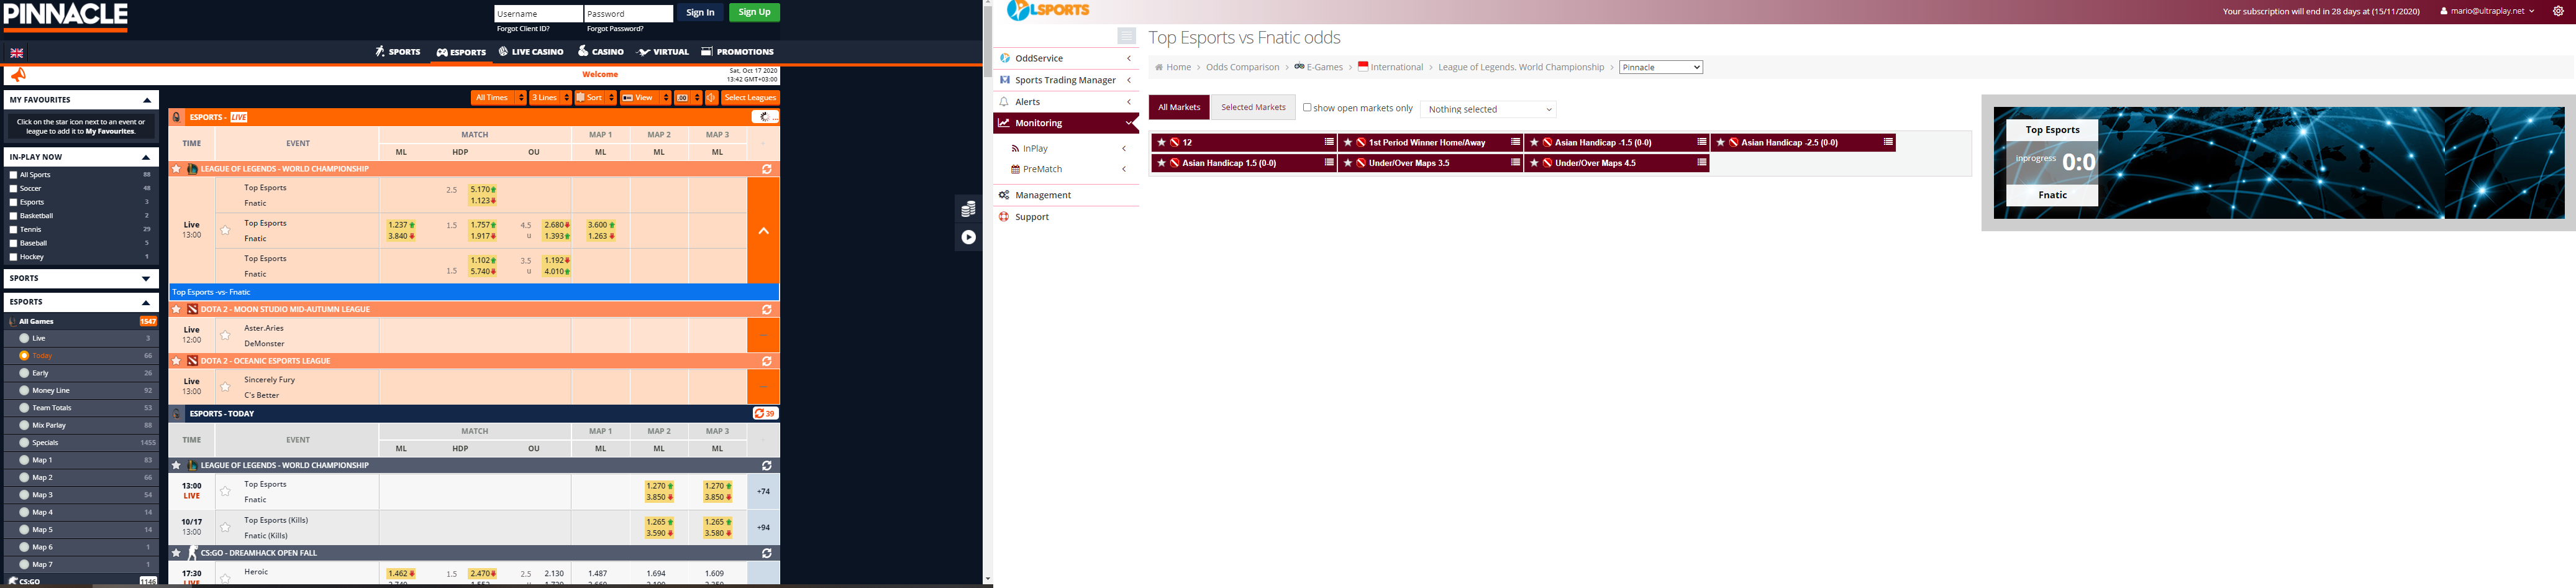 PINNACLE
Username
Password
Sign In
Sign Up
Forgot Client ID?
Forgot Password?
SPORTS
ESPORTS
LIVE CASINO
CASINO
VIRTUAL
PROMOTIONS
Welcome
Sat, Oct 17 2020
13:42 GMT+03:00
MY FAVOURITES
Click on the star icon next to an event or
league to add it to My Favourites.
IN-PLAY NOW
All Sports 88
Soccer 48
Esports 3
Basketball 2
Tennis 29
Baseball 5
Hockey 1
SPORTS
ESPORTS
All Games 1547
Live 3
Today 66
Early 26
Money Line 92
Team Totals 53
Mix Parlay 88
Specials 1455
Map 1 83
Map 2 66
Map 3 54
Map 4 14
Map 5 14
Map 6 1
Map 7 1
CS:GO 1146
All Times
3 Lines
Sort
View
EO
Select Leagues
ESPORTS - LIVE
...
TIME EVENT MATCH MAP 1 MAP 2 MAP 3
ML HDP OU ML ML ML
LEAGUE OF LEGENDS - WORLD CHAMPIONSHIP
Live
13:00
Top Esports 2.5 5.170
Fnatic 1.123
Top Esports 1.237 1.5 1.757 4.5 2.680 3.600
Fnatic 3.840 1.917 u 1.393 1.263
Top Esports 1.102 3.5 1.192
Fnatic 1.5 5.740 u 4.010
Top Esports -vs- Fnatic
DOTA 2 - MOON STUDIO MID-AUTUMN LEAGUE
Live
12:00
Aster.Aries
DeMonster
DOTA 2 - OCEANIC ESPORTS LEAGUE
Live
13:00
Sincerely Fury
C's Better
ESPORTS - TODAY 39
TIME EVENT MATCH MAP 1 MAP 2 MAP 3
ML HDP OU ML ML ML
LEAGUE OF LEGENDS - WORLD CHAMPIONSHIP
13:00
LIVE
Top Esports 1.270 1.270
Fnatic 3.850 3.850
+74
10/17
13:00
Top Esports (Kills) 1.265 1.265
Fnatic (Kills) 3.590 3.580
+94
CS:GO - DREAMHACK OPEN FALL
17:30
Heroic 1.462 1.5 2.470 2.5 2.130 1.487 1.694 1.609
LSPORTS
Your subscription will end in 28 days at (15/11/2020)
mario@ultraplay.net
OddService
Sports Trading Manager
Alerts
Monitoring
InPlay
PreMatch
Management
Support
Top Esports vs Fnatic odds
Home > Odds Comparison > E-Games > International > League of Legends. World Championship > Pinnacle
All Markets
Selected Markets
show open markets only
Nothing selected
12
1st Period Winner Home/Away
Asian Handicap -1.5 (0-0)
Asian Handicap -2.5 (0-0)
Asian Handicap 1.5 (0-0)
Under/Over Maps 3.5
Under/Over Maps 4.5
Top Esports
inprogress 0:0
Fnatic